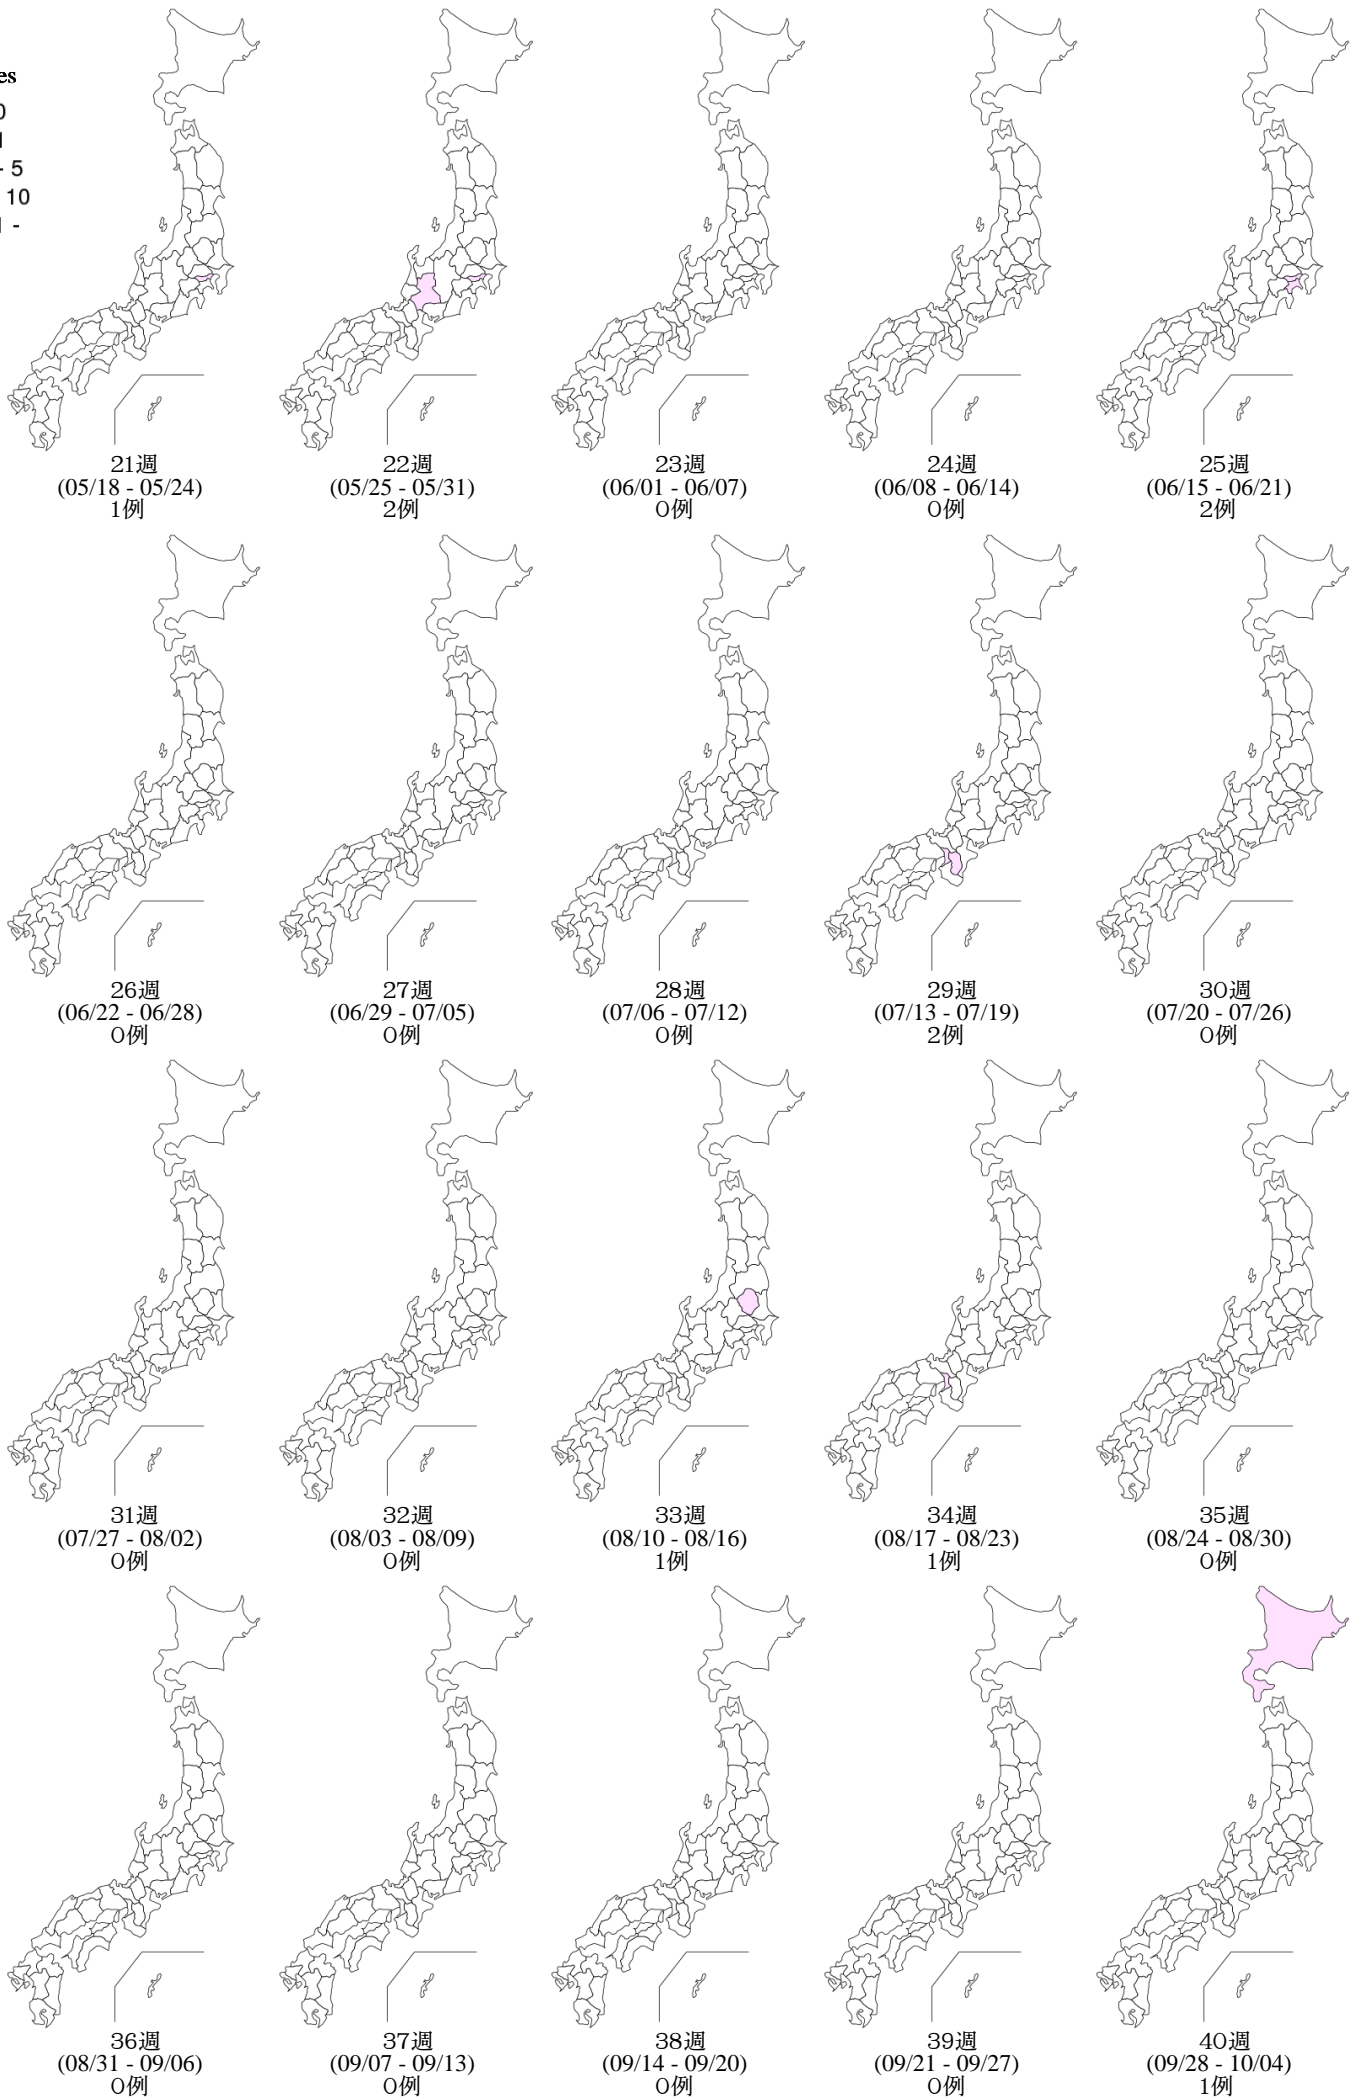 es
0
1
- 5
10
1 -
21週
(05/18 - 05/24)
1例
22週
(05/25 - 05/31)
2例
23週
(06/01 - 06/07)
0例
24週
(06/08 - 06/14)
0例
25週
(06/15 - 06/21)
2例
26週
(06/22 - 06/28)
0例
27週
(06/29 - 07/05)
0例
28週
(07/06 - 07/12)
0例
29週
(07/13 - 07/19)
2例
30週
(07/20 - 07/26)
0例
31週
(07/27 - 08/02)
0例
32週
(08/03 - 08/09)
0例
33週
(08/10 - 08/16)
1例
34週
(08/17 - 08/23)
1例
35週
(08/24 - 08/30)
0例
36週
(08/31 - 09/06)
0例
37週
(09/07 - 09/13)
0例
38週
(09/14 - 09/20)
0例
39週
(09/21 - 09/27)
0例
40週
(09/28 - 10/04)
1例